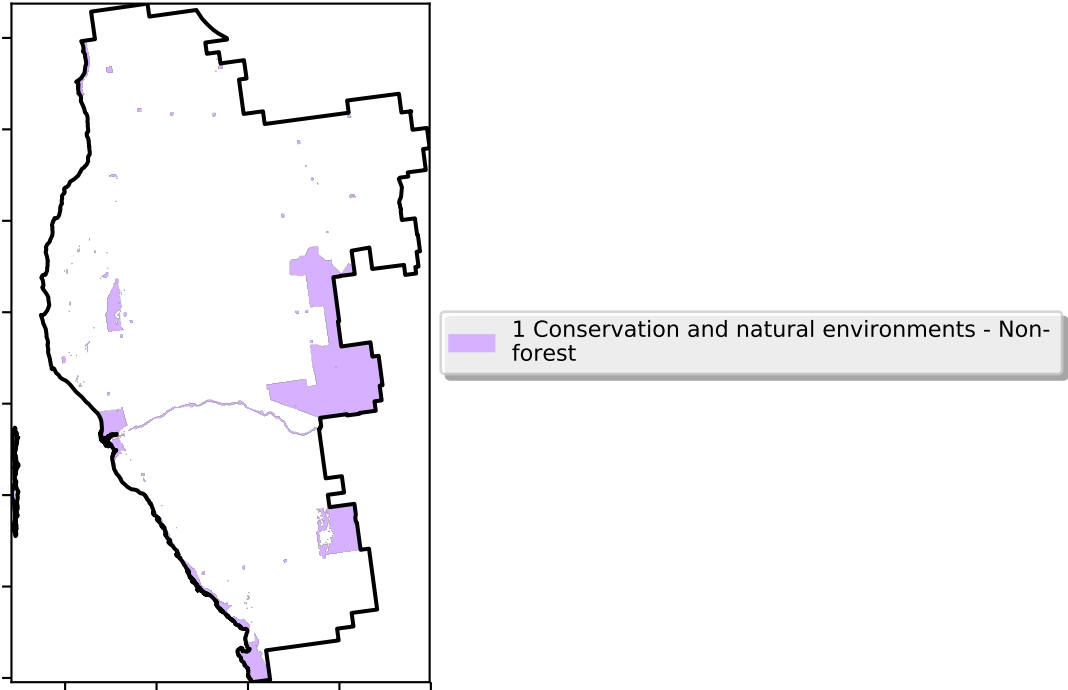 1 Conservation and natural environments - Non-
forest